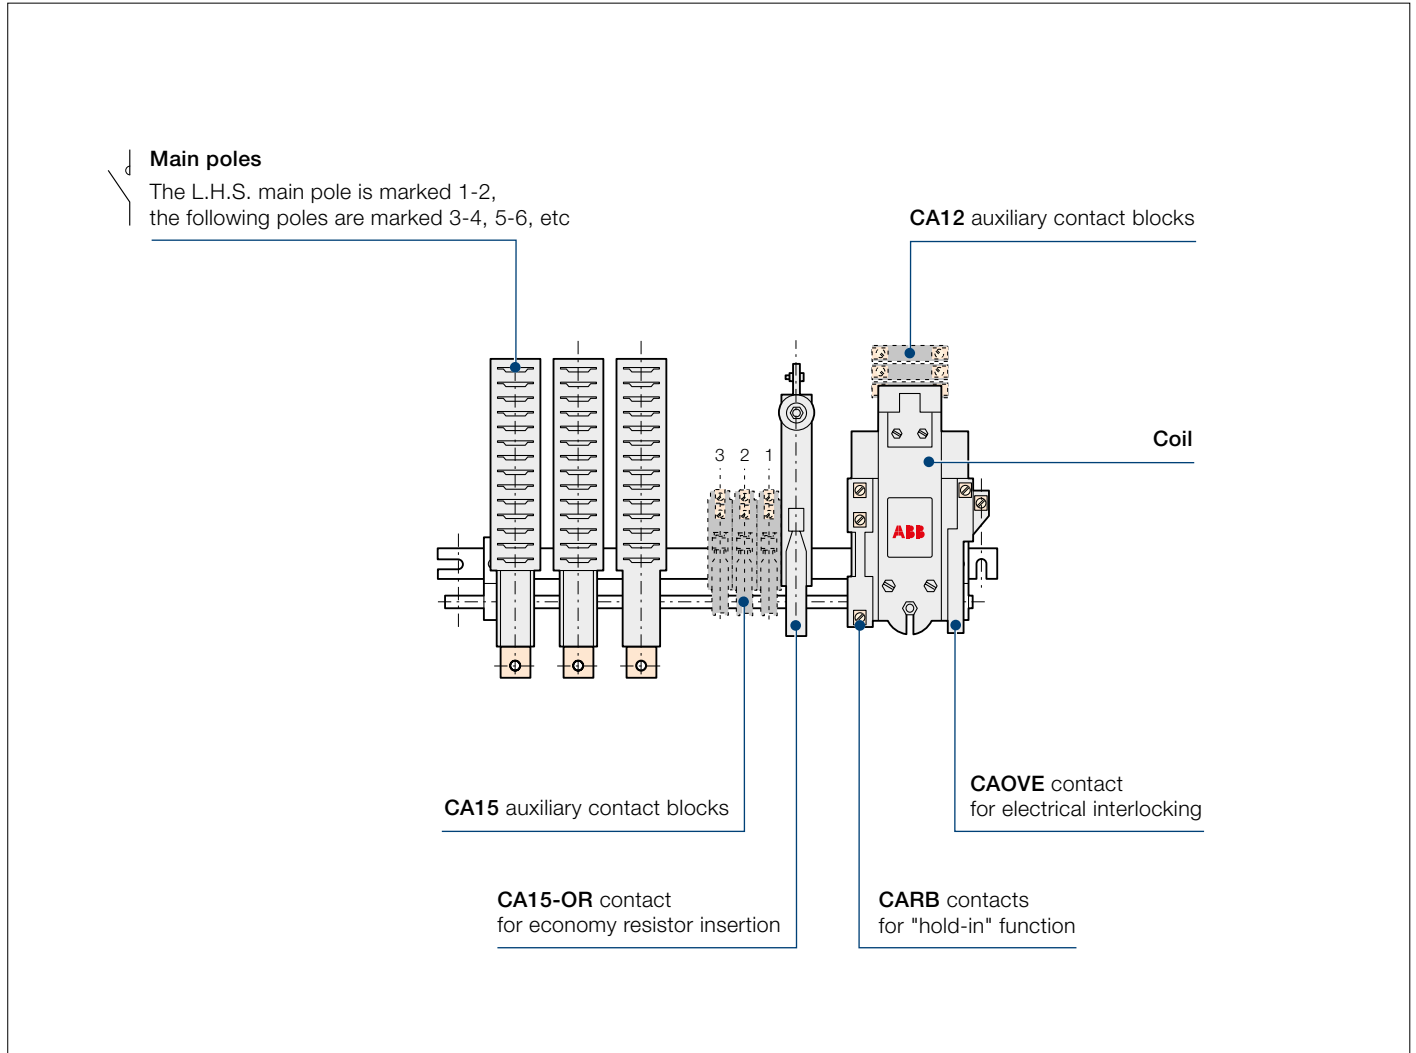 Main poles
The L.H.S. main pole is marked 1-2,
the following poles are marked 3-4, 5-6, etc
CA12 auxiliary contact blocks
Coil
3 2 1
ABB
CA15 auxiliary contact blocks
CAOVE contact
for electrical interlocking
CA15-OR contact
for economy resistor insertion
CARB contacts
for "hold-in" function